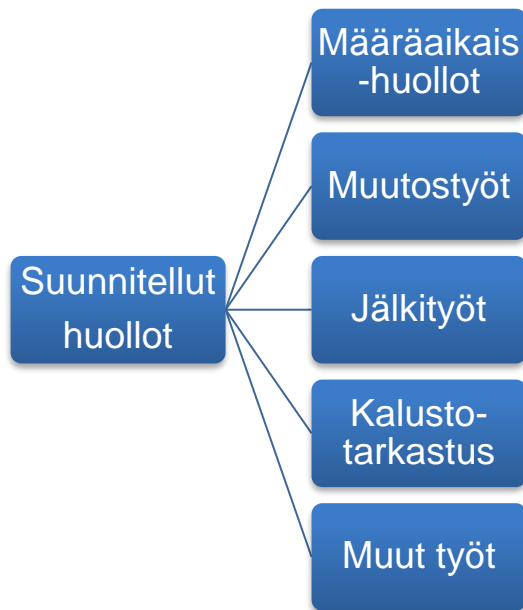 Määräaikais
-huollot
Muutostyöt
Suunnitellut
huollot
Jälkityöt
Kalusto-
tarkastus
Muut työt